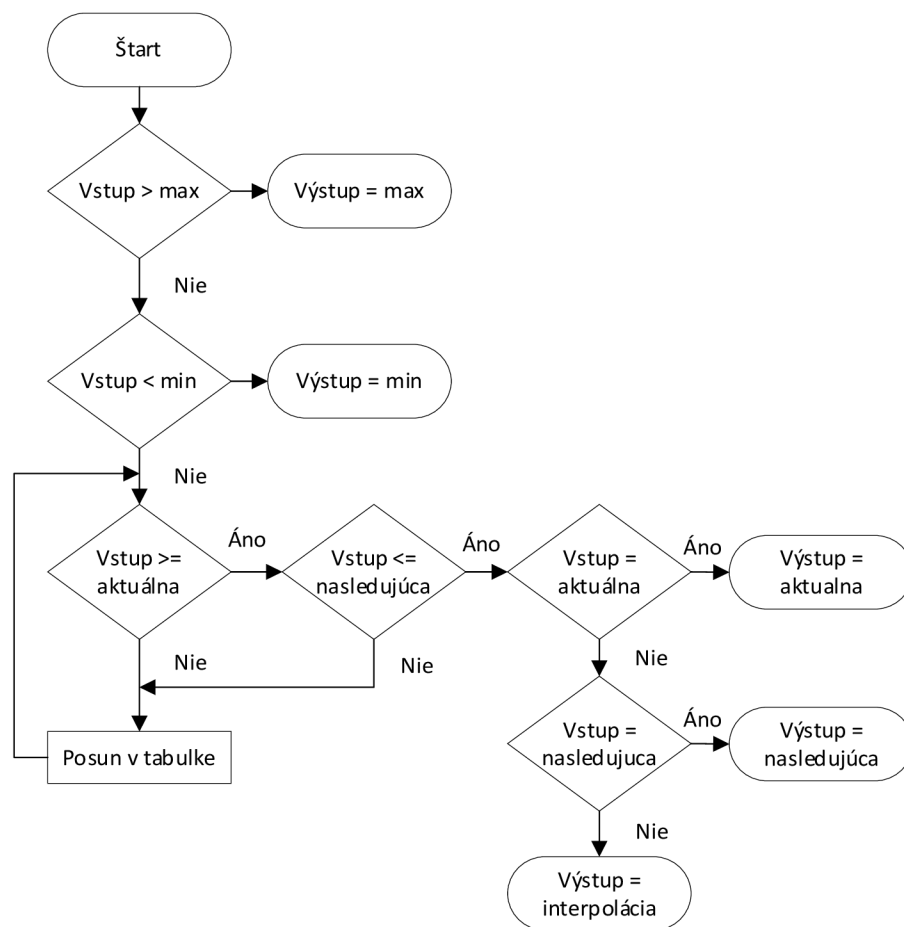 Štart
Vstup > max
Výstup = max
Nie
Vstup < min
Výstup = min
Nie
Vstup >=
aktuálna
Áno
Vstup <=
nasledujúca
Áno
Vstup =
aktuálna
Áno
Výstup =
aktualna
Nie
Nie
Nie
Posun v tabulke
Vstup =
nasledujuca
Áno
Výstup =
nasledujúca
Nie
Výstup =
interpolácia